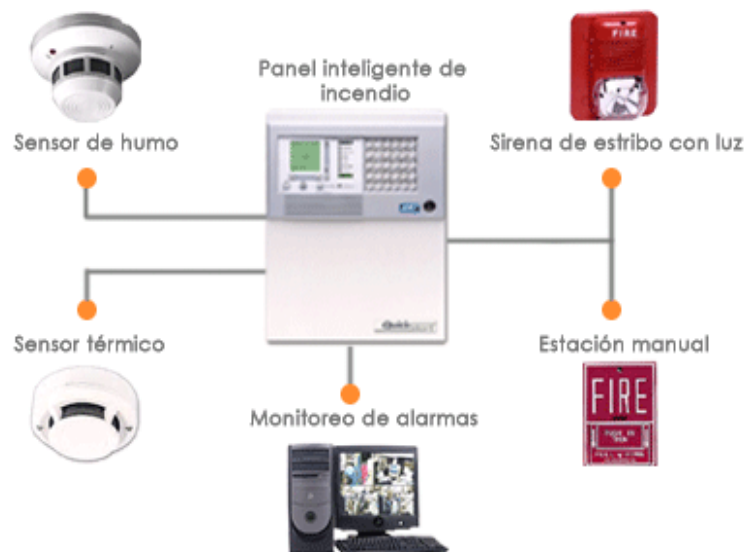 FIRE
Panel inteligente de
incendio
Sensor de humo
Sirena de estribo con luz
Sensor térmico
Estación manual
FIRE
Monitoreo de alarmas